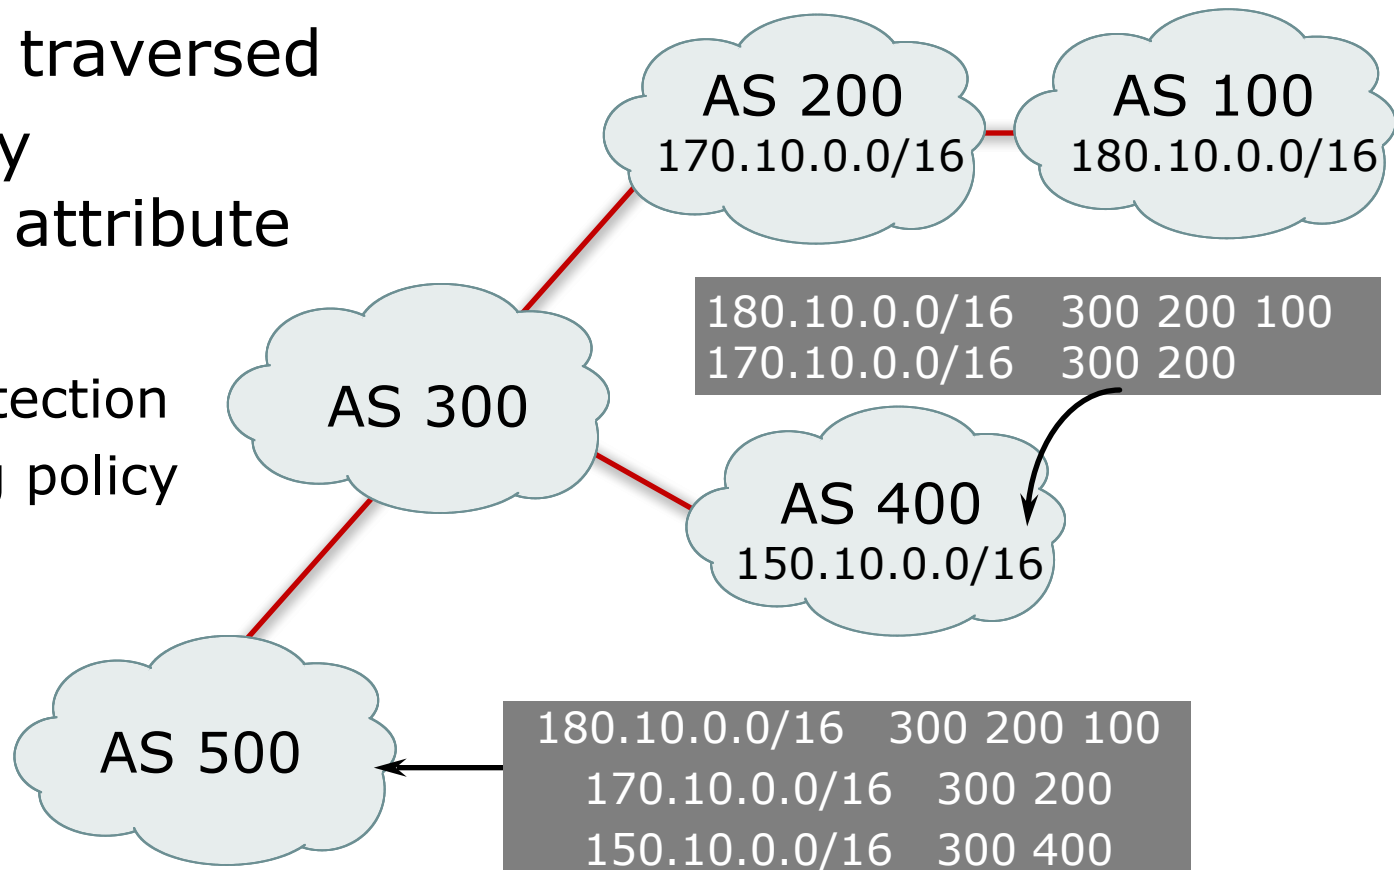 traversed
y
attribute
tection
g policy
AS 200
170.10.0.0/16
AS 100
180.10.0.0/16
AS 300
180.10.0.0/16 300 200 100
170.10.0.0/16 300 200
AS 400
150.10.0.0/16
AS 500
180.10.0.0/16 300 200 100
170.10.0.0/16 300 200
150.10.0.0/16 300 400